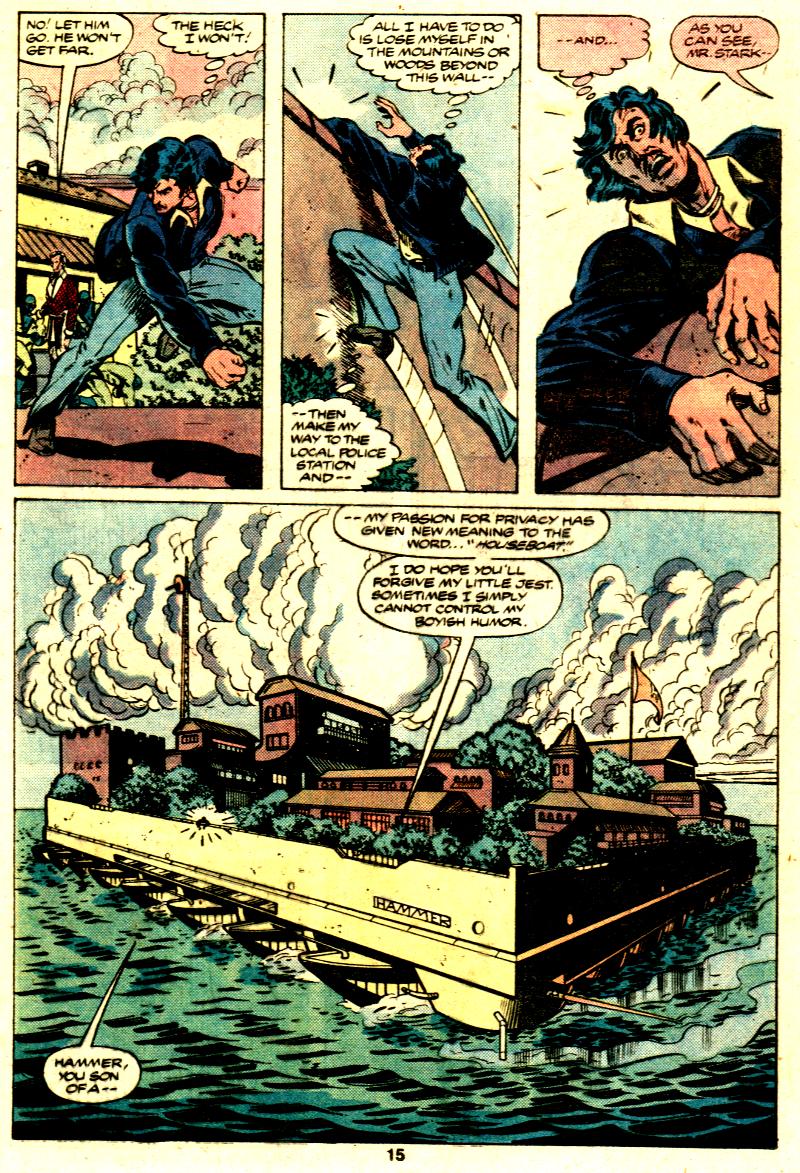 NO! LET HIM
GO. HE WON'T
GET FAR.
THE HECK
I WON'T!
ALL I HAVE TO DO
IS LOSE MYSELF IN
THE MOUNTAINS OR
WOODS BEYOND
THIS WALL--
--THEN
MAKE MY
WAY TO THE
LOCAL POLICE
STATION
AND--
--AND...
AS YOU
CAN SEE,
MR. STARK--
--MY PASSION FOR PRIVACY HAS
GIVEN NEW MEANING TO THE
WORD... "HOUSEBOAT."
I DO HOPE YOU'LL
FORGIVE MY LITTLE JEST.
SOMETIMES I SIMPLY
CANNOT CONTROL MY
BOYISH HUMOR.
HAMMER
HAMMER,
YOU SON
OF A--
15